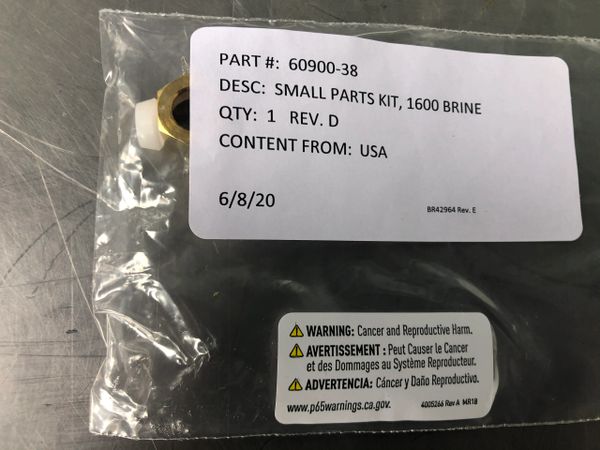 PART #: 60900-38
DESC: SMALL PARTS KIT, 1600 BRINE
QTY: 1 REV. D
CONTENT FROM: USA
6/8/20
BR42964 Rev. E
WARNING: Cancer and Reproductive Harm.
AVERTISSEMENT : Peut Causer le Cancer
et des Dommages au Système Reproducteur.
ADVERTENCIA: Cáncer y Daño Reproductivo.
www.p65warnings.ca.gov.
4005266 Rev A MR18